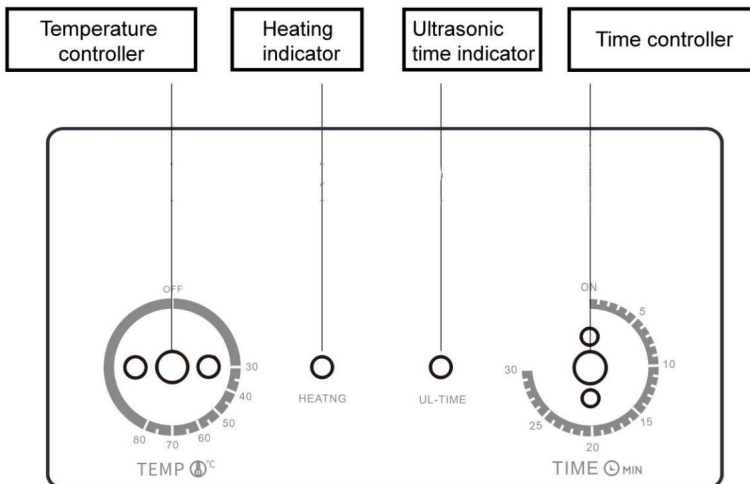 Temperature
controller
Heating
indicator
Ultrasonic
time indicator
Time controller
OFF
30
40
50
60
70
80
TEMP °C
HEATNG
UL-TIME
ON
5
10
15
20
25
30
TIME MIN